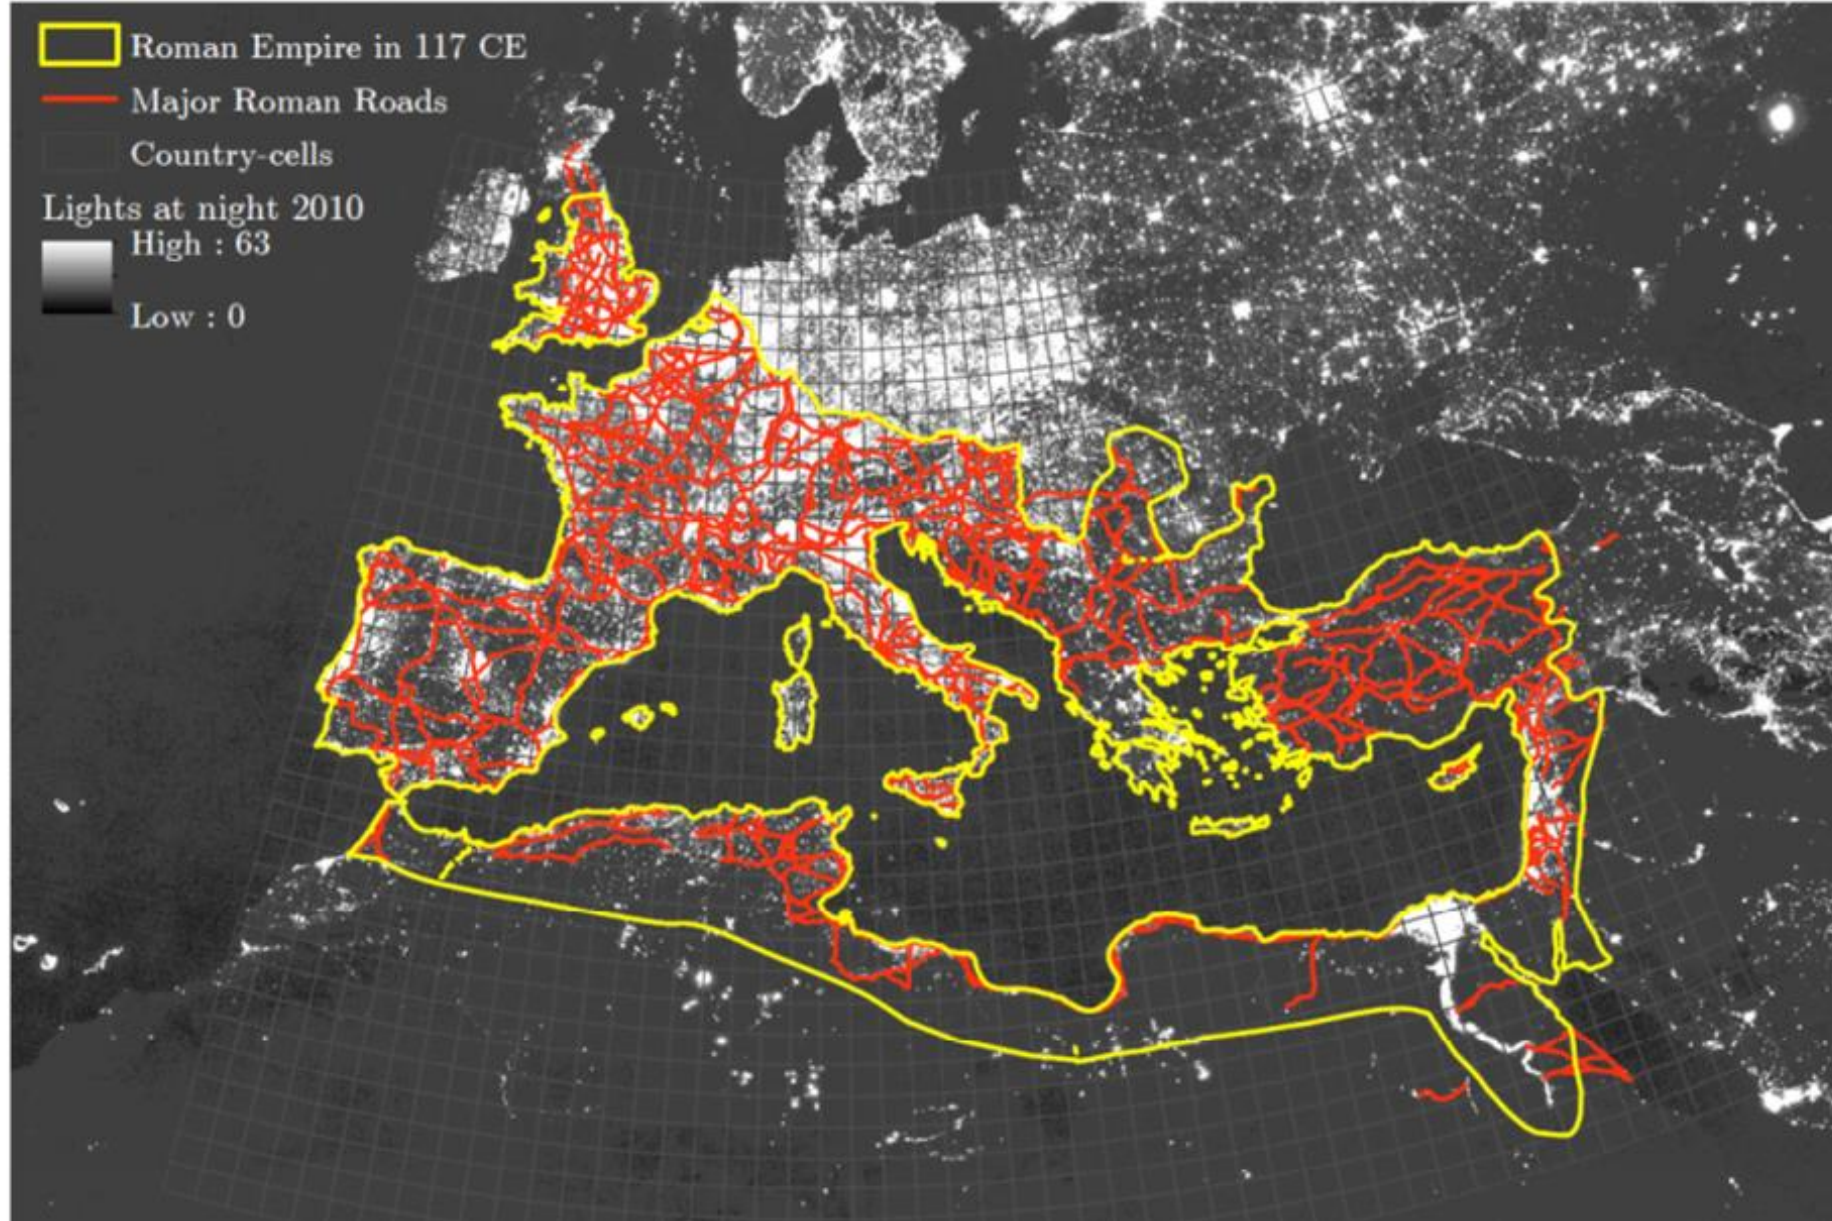 Roman Empire in 117 CE
Major Roman Roads
Country-cells
Lights at night 2010
High : 63
Low : 0